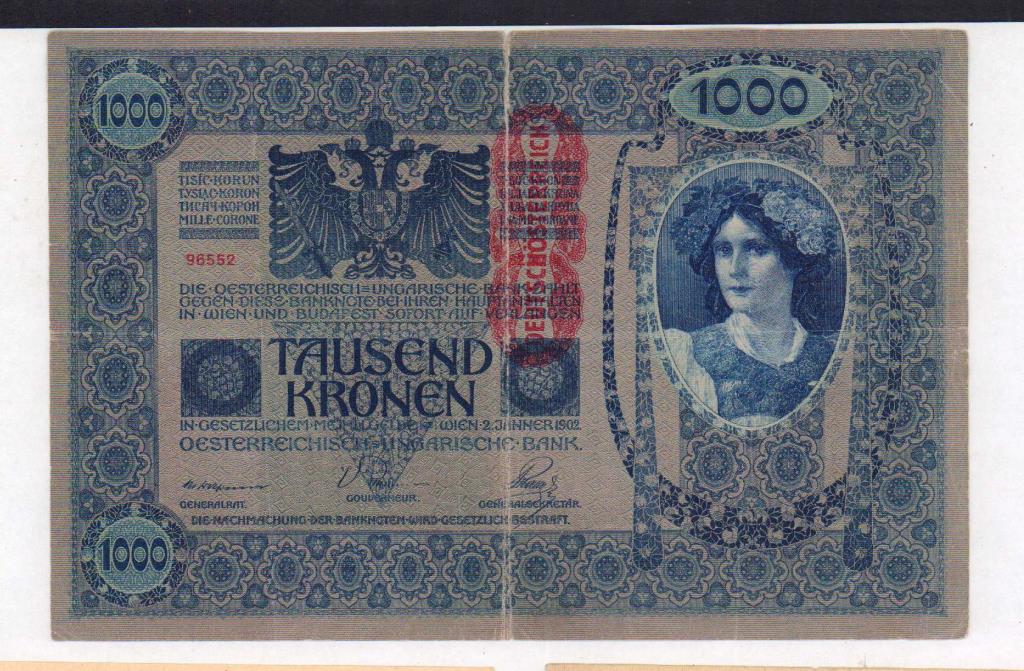 1000
1000
TISÍC·KORUN
TYSIĄC·KORON
ТИСЯЧ·КОРОН
MILLE·CORONE
96552
DEUTSCHÖSTERREICH
DIE·OESTERREICHISCH=UNGARISCHE·BANK·ZAHLT
GEGEN·DIESE·BANKNOTE·BEI·IHREN·HAUPTANSTALTEN
IN·WIEN·UND·BUDAPEST·SOFORT·AUF·VERLANGEN
TAUSEND
KRONEN
IN·GESETZLICHEM·METALLGELDE·WIEN·2·JÄNNER·1902.
OESTERREICHISCH=UNGARISCHE·BANK.
GENERALRAT.
GOUVERNEUR.
GENERALSEKRETÄR.
DIE·NACHMACHUNG·DER·BANKNOTEN·WIRD·GESETZLICH·BESTRAFT.
1000